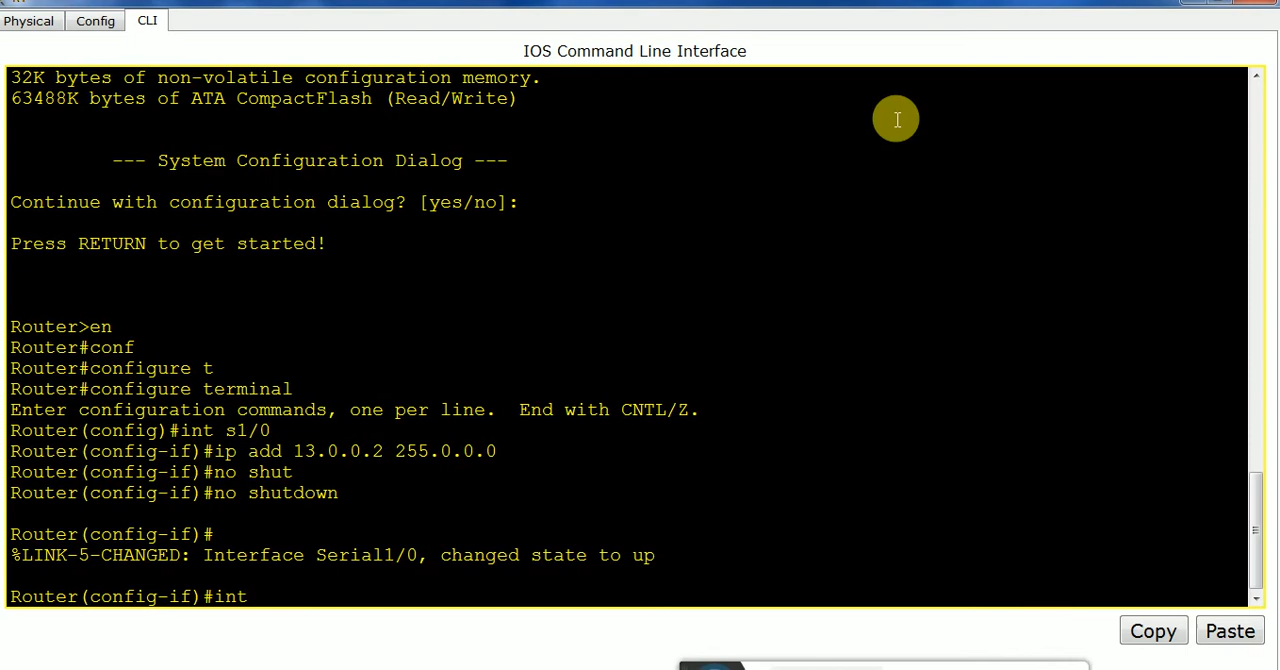 Physical Config CLI
IOS Command Line Interface
32K bytes of non-volatile configuration memory.
63488K bytes of ATA CompactFlash (Read/Write)
--- System Configuration Dialog ---
Continue with configuration dialog? [yes/no]:
Press RETURN to get started!
Router>en
Router#conf
Router#configure t
Router#configure terminal
Enter configuration commands, one per line.  End with CNTL/Z.
Router(config)#int s1/0
Router(config-if)#ip add 13.0.0.2 255.0.0.0
Router(config-if)#no shut
Router(config-if)#no shutdown
Router(config-if)#
%LINK-5-CHANGED: Interface Serial1/0, changed state to up
Router(config-if)#int
Copy Paste